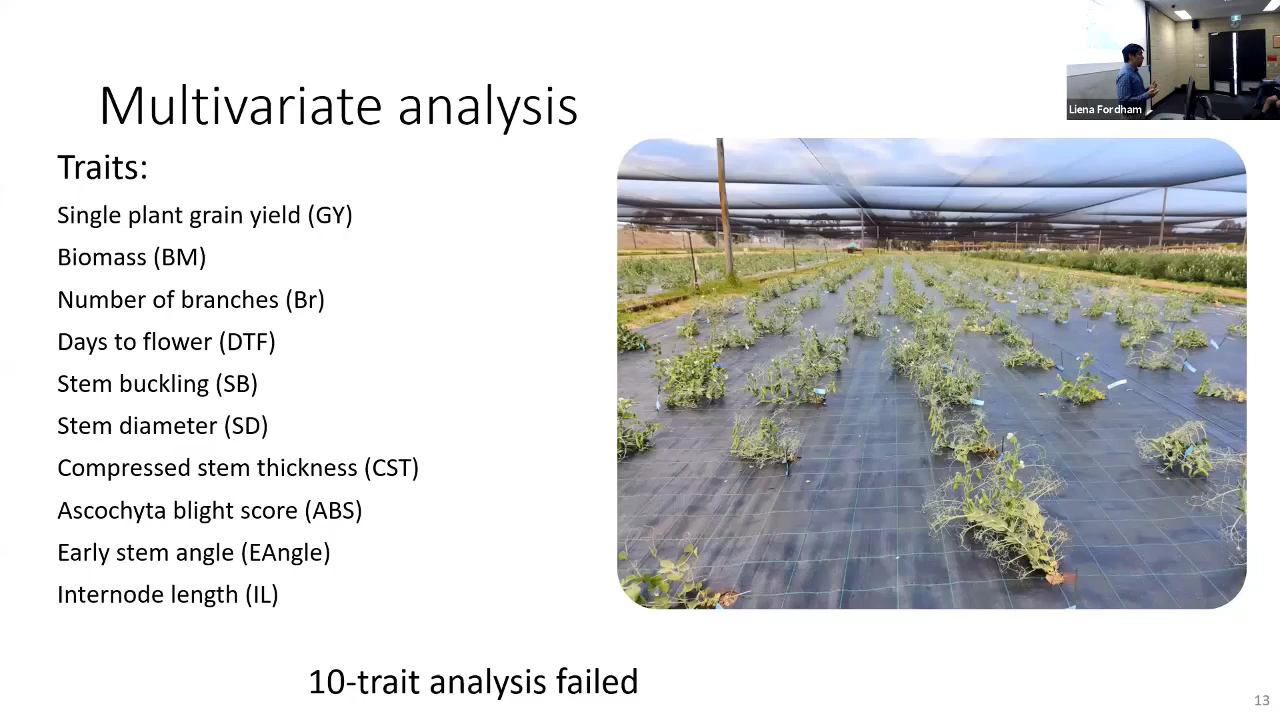 Liena Fordham
Multivariate analysis
Traits:
Single plant grain yield (GY)
Biomass (BM)
Number of branches (Br)
Days to flower (DTF)
Stem buckling (SB)
Stem diameter (SD)
Compressed stem thickness (CST)
Ascochyta blight score (ABS)
Early stem angle (EAngle)
Internode length (IL)
10-trait analysis failed
13